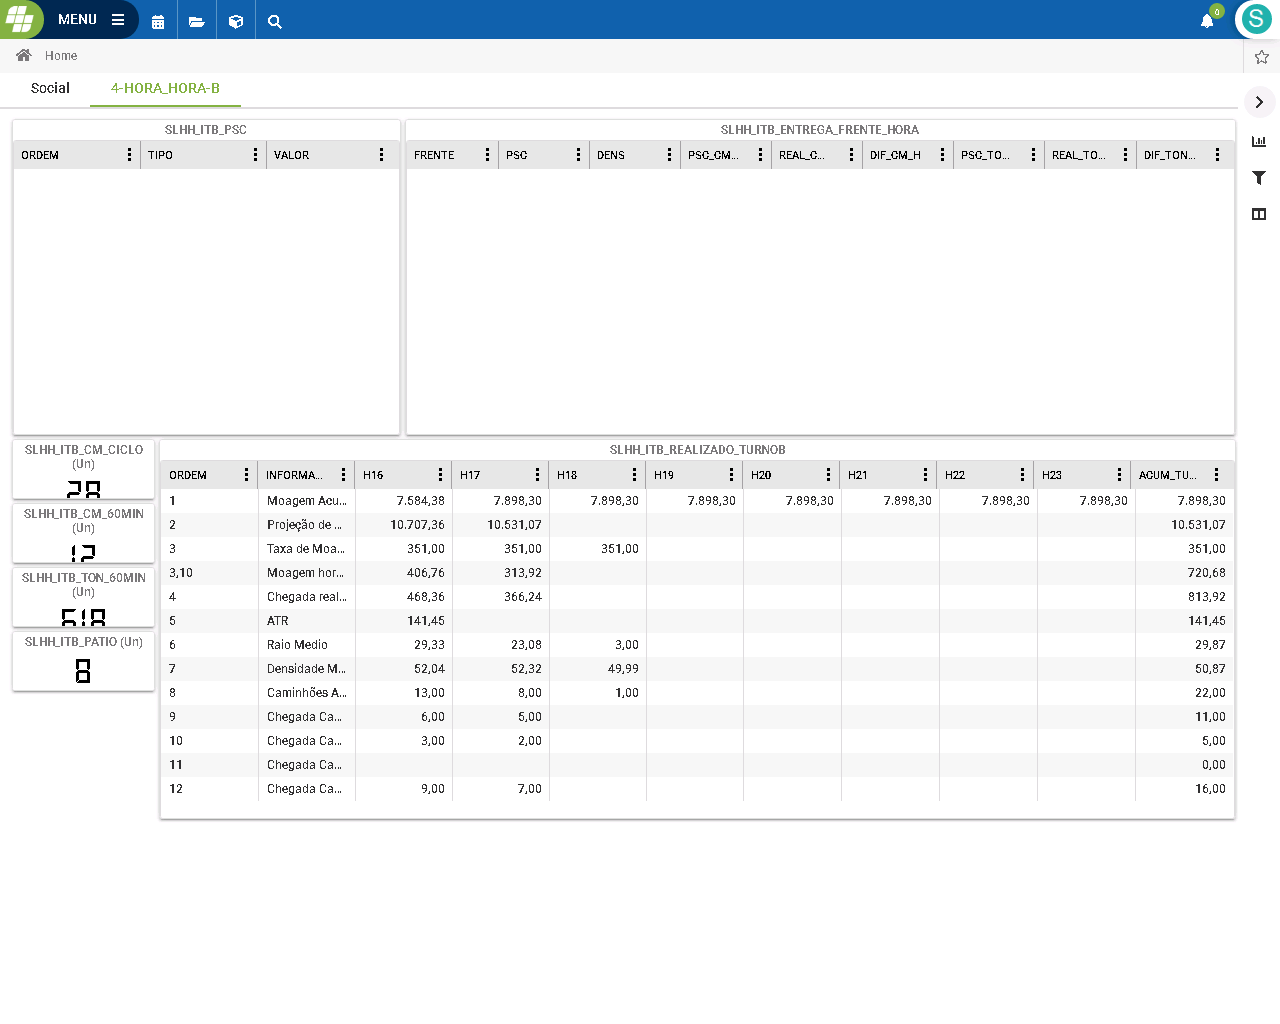 MENU
0
S
Home
Social 4-HORA_HORA-B
SLHH_ITB_PSC
ORDEM TIPO VALOR
SLHH_ITB_ENTREGA_FRENTE_HORA
FRENTE PSC DENS PSC_CM... REAL_C... DIF_CM_H PSC_TO... REAL_TO... DIF_TON...
SLHH_ITB_CM_CICLO
(Un)
28
SLHH_ITB_CM_60MIN
(Un)
12
SLHH_ITB_TON_60MIN
(Un)
618
SLHH_ITB_PATIO (Un)
8
SLHH_ITB_REALIZADO_TURNOB
ORDEM INFORMA... H16 H17 H18 H19 H20 H21 H22 H23 ACUM_TU...
1 Moagem Acu... 7.584,38 7.898,30 7.898,30 7.898,30 7.898,30 7.898,30 7.898,30 7.898,30 7.898,30
2 Projeção de ... 10.707,36 10.531,07 10.531,07
3 Taxa de Moa... 351,00 351,00 351,00 351,00
3,10 Moagem hor... 406,76 313,92 720,68
4 Chegada real... 468,36 366,24 813,92
5 ATR 141,45 141,45
6 Raio Medio 29,33 23,08 3,00 29,87
7 Densidade M... 52,04 52,32 49,99 50,87
8 Caminhões A... 13,00 8,00 1,00 22,00
9 Chegada Ca... 6,00 5,00 11,00
10 Chegada Ca... 3,00 2,00 5,00
11 Chegada Ca... 0,00
12 Chegada Ca... 9,00 7,00 16,00